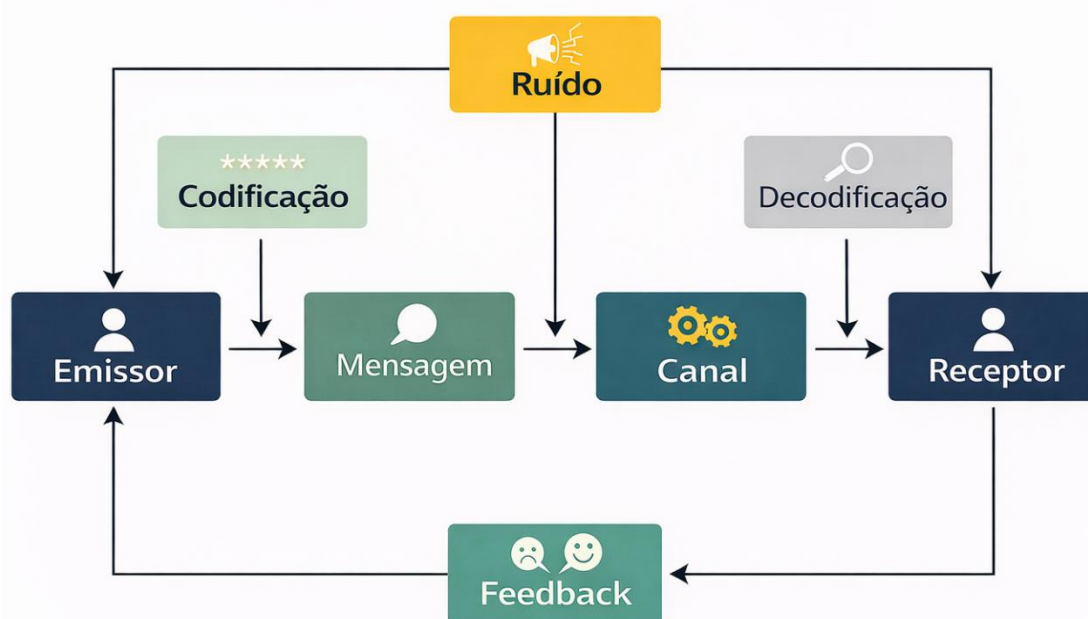 Ruído
*****
Codificação
Decodificação
Emissor
Mensagem
Canal
Receptor
Feedback